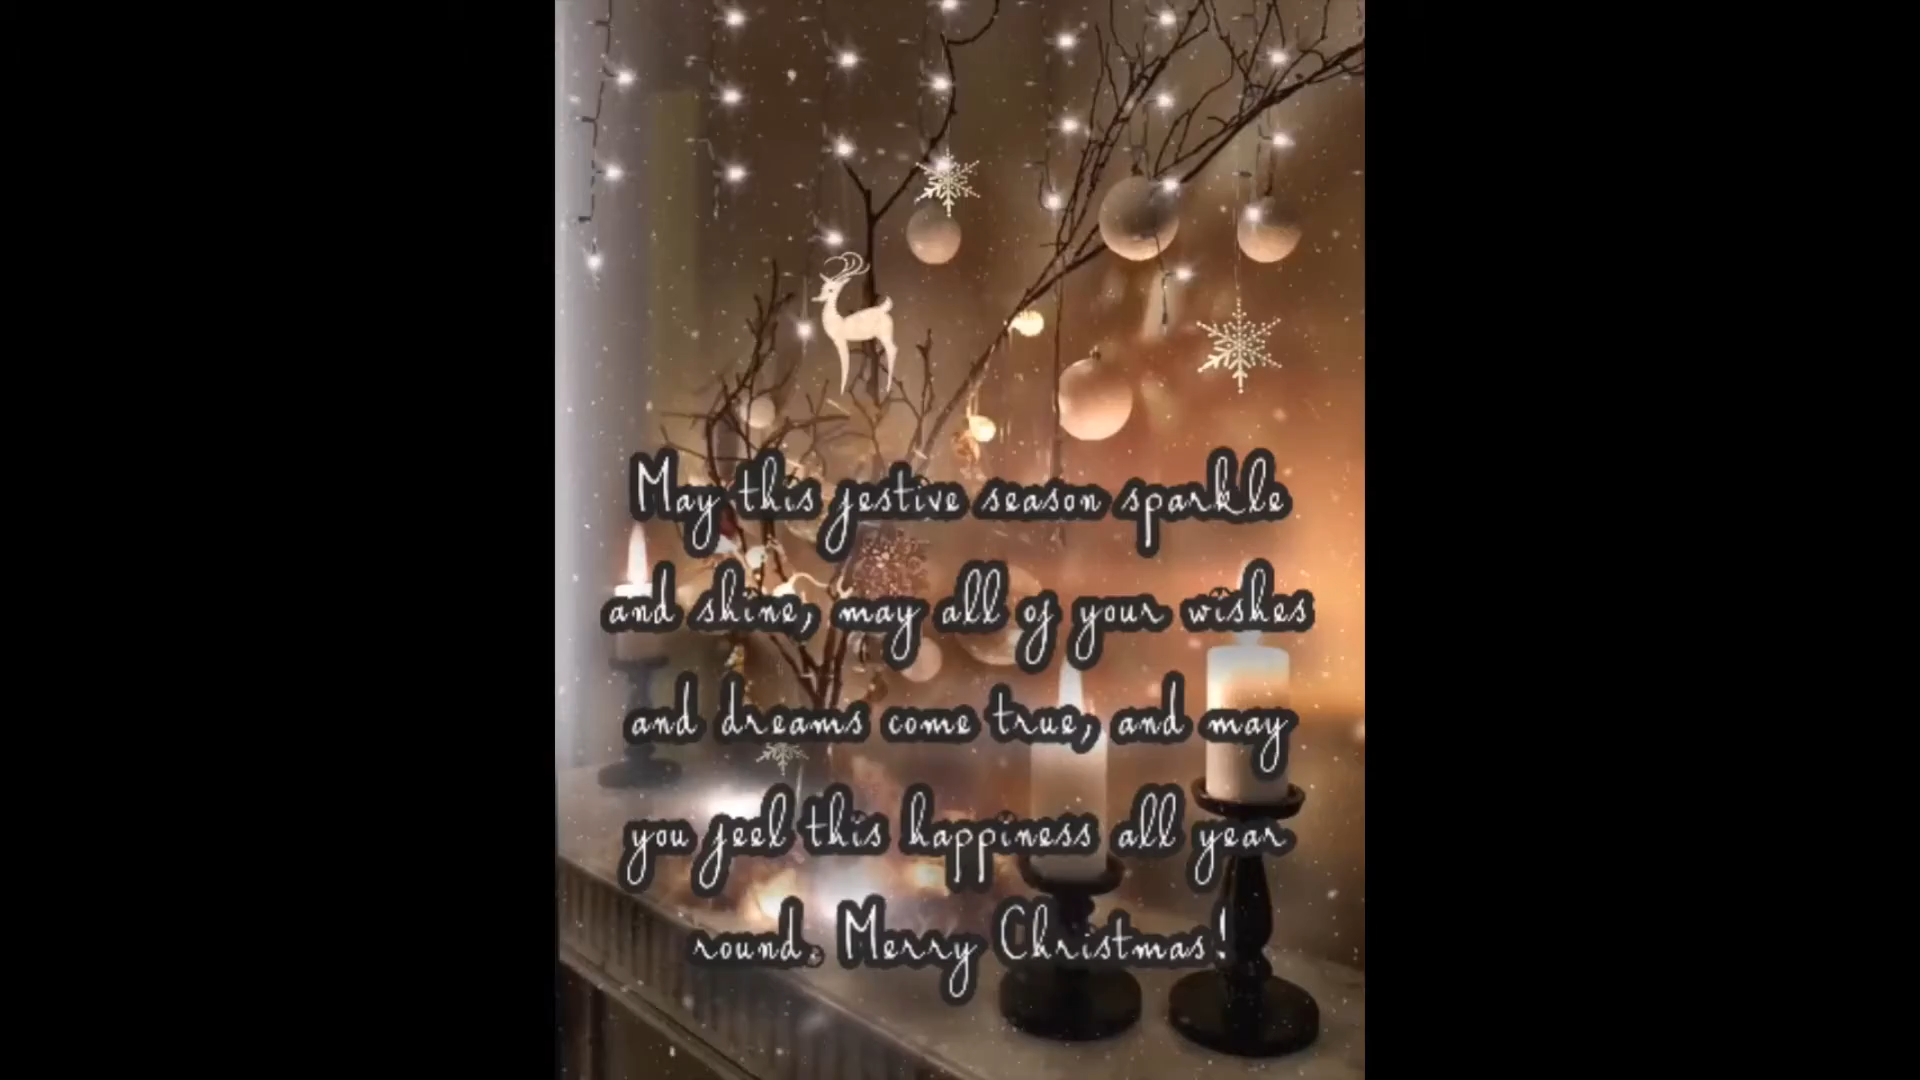 May this festive season sparkle
and shine, may all of your wishes
and dreams come true, and may
you feel this happiness all year
round. Merry Christmas!